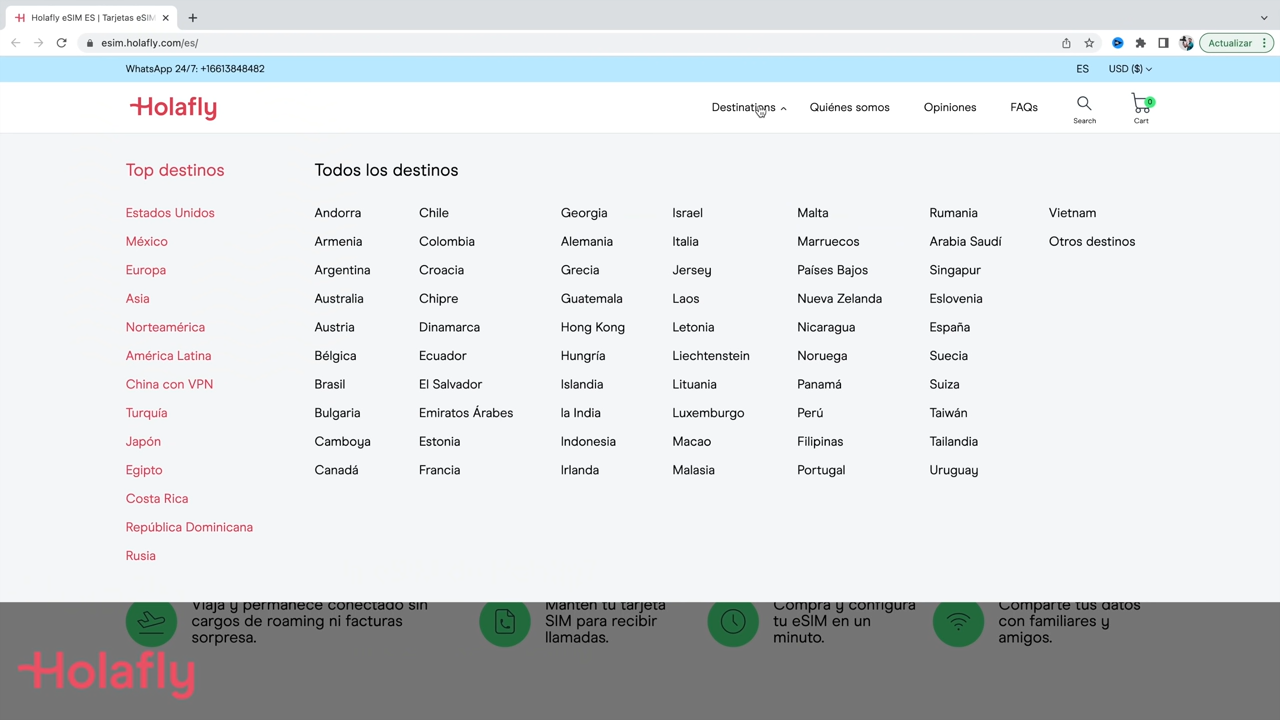 Holafly eSIM ES | Tarjetas eSIM
esim.holafly.com/es/
Actualizar
WhatsApp 24/7: +16613848482
ES
USD ($)
Holafly
Destinations
Quiénes somos
Opiniones
FAQs
Search
0
Cart
Top destinos
Estados Unidos
México
Europa
Asia
Norteamérica
América Latina
China con VPN
Turquía
Japón
Egipto
Costa Rica
República Dominicana
Rusia
Todos los destinos
Andorra
Armenia
Argentina
Australia
Austria
Bélgica
Brasil
Bulgaria
Camboya
Canadá
Chile
Colombia
Croacia
Chipre
Dinamarca
Ecuador
El Salvador
Emiratos Árabes
Estonia
Francia
Georgia
Alemania
Grecia
Guatemala
Hong Kong
Hungría
Islandia
la India
Indonesia
Irlanda
Israel
Italia
Jersey
Laos
Letonia
Liechtenstein
Lituania
Luxemburgo
Macao
Malasia
Malta
Marruecos
Países Bajos
Nueva Zelanda
Nicaragua
Noruega
Panamá
Perú
Filipinas
Portugal
Rumania
Arabia Saudí
Singapur
Eslovenia
España
Suecia
Suiza
Taiwán
Tailandia
Uruguay
Vietnam
Otros destinos
Viaja y permanece conectado sin
cargos de roaming ni facturas
sorpresa.
Mantén tu tarjeta
SIM para recibir
llamadas.
Compra y configura
tu eSIM en un
minuto.
Comparte tus datos
con familiares y
amigos.
Holafly